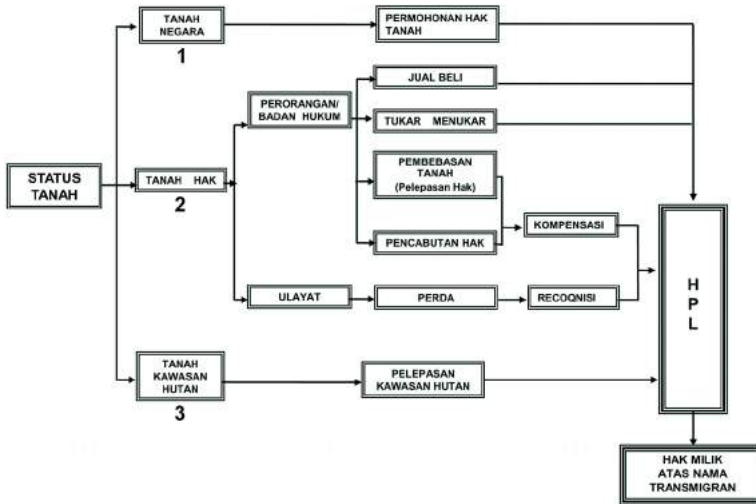 TANAH
NEGARA
1
PERMOHONAN HAK
TANAH
JUAL BELI
PERORANGAN/
BADAN HUKUM
TUKAR MENUKAR
STATUS
TANAH
TANAH HAK
2
PEMBEBASAN
TANAH
(Pelepasan Hak)
KOMPENSASI
PENCABUTAN HAK
ULAYAT
PERDA
RECOQNISI
H
P
L
TANAH
KAWASAN
HUTAN
3
PELEPASAN
KAWASAN HUTAN
HAK MILIK
ATAS NAMA
TRANSMIGRAN